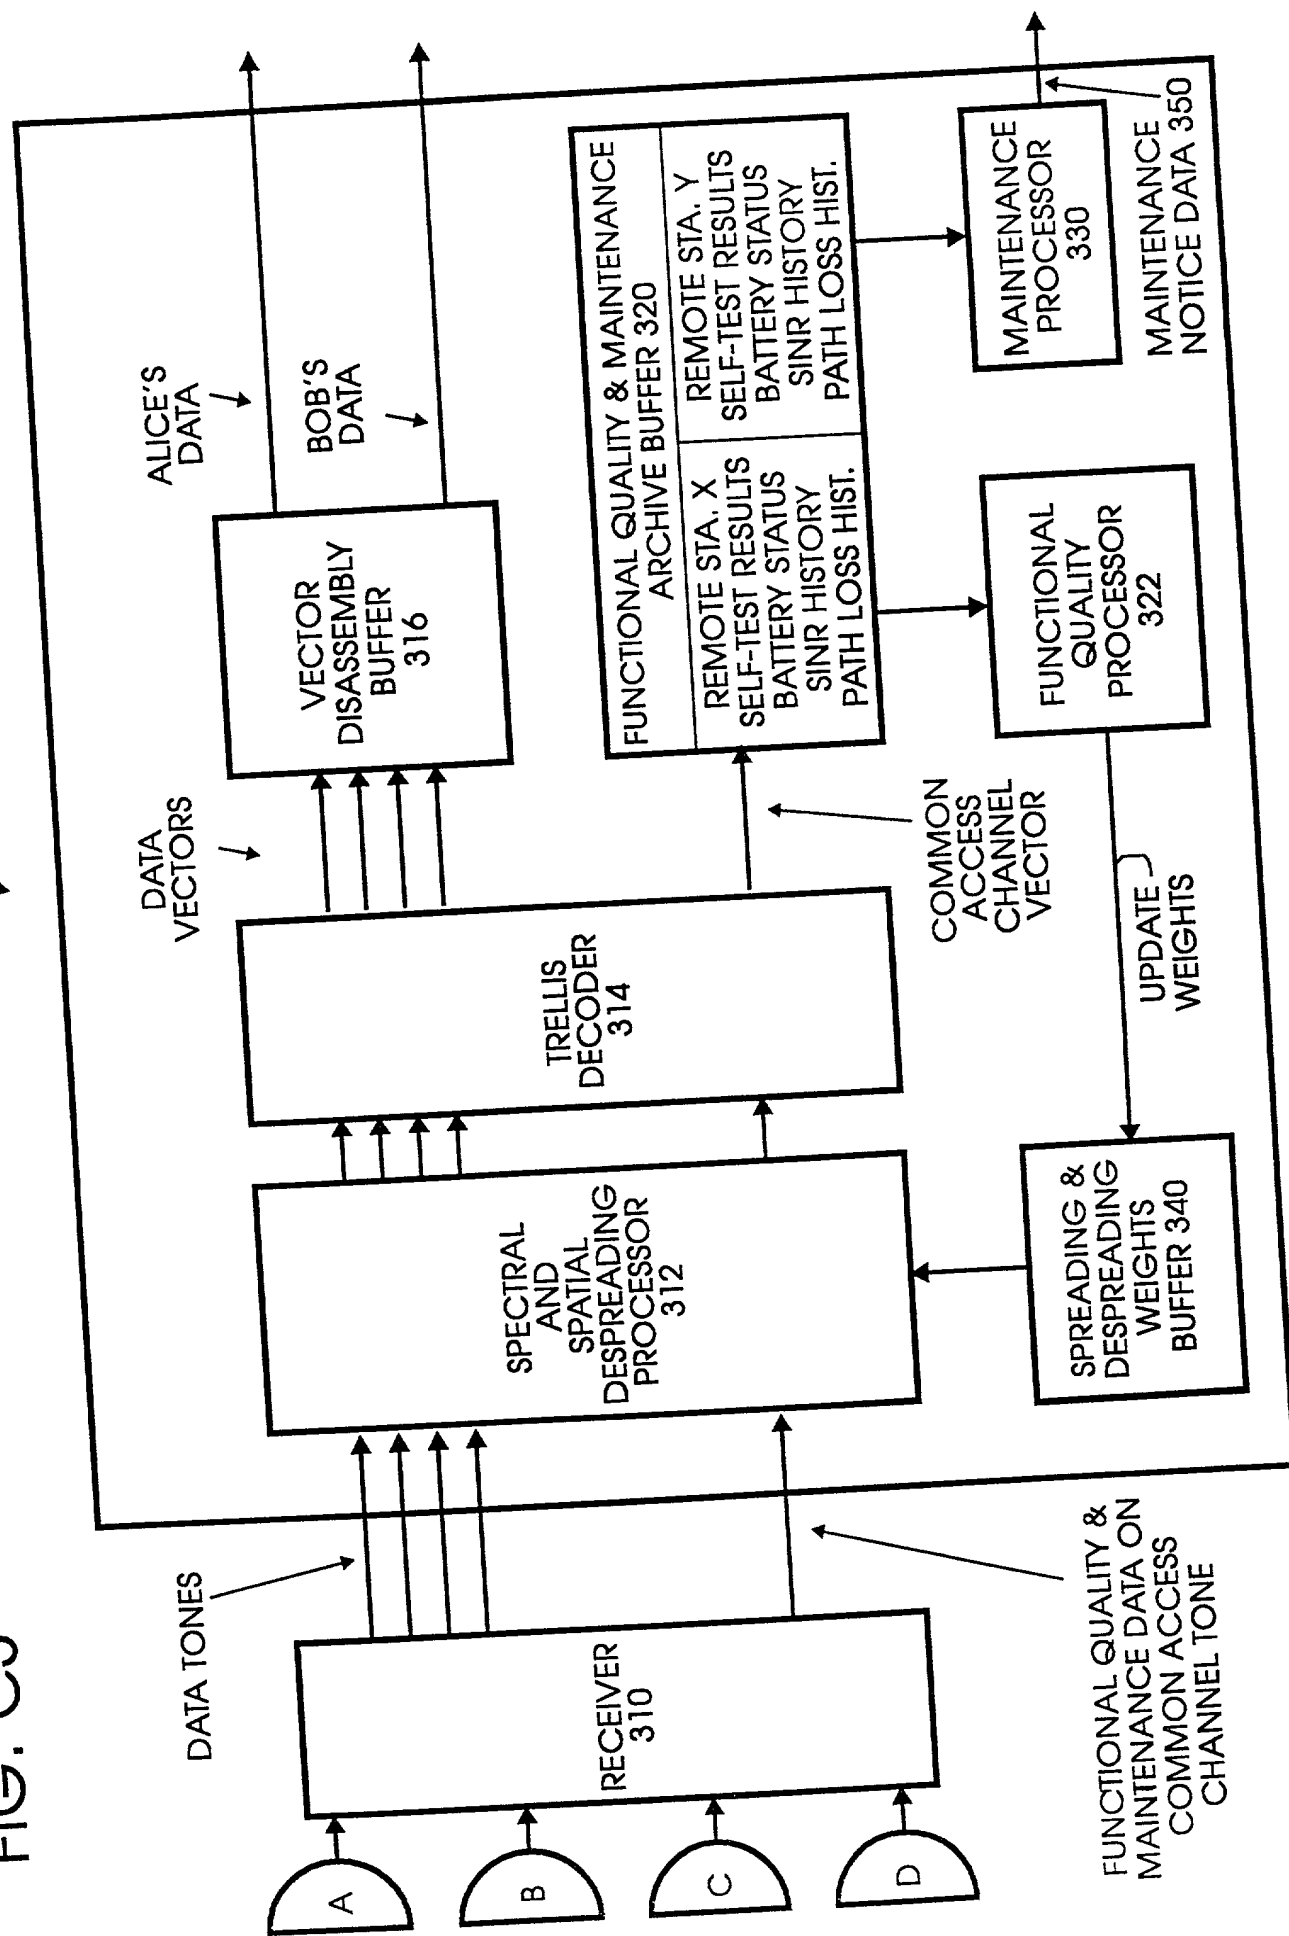 FIG. C3
A
B
C
D
RECEIVER
310
DATA TONES
FUNCTIONAL QUALITY &
MAINTENANCE DATA ON
COMMON ACCESS
CHANNEL TONE
SPECTRAL
AND
SPATIAL
DESPREADING
PROCESSOR
312
SPREADING &
DESPREADING
WEIGHTS
BUFFER 340
TRELLIS
DECODER
314
DATA
VECTORS
COMMON
ACCESS
CHANNEL
VECTOR
UPDATE
WEIGHTS
VECTOR
DISASSEMBLY
BUFFER
316
ALICE'S
DATA
BOB'S
DATA
FUNCTIONAL QUALITY & MAINTENANCE
ARCHIVE BUFFER 320
REMOTE STA. X
SELF-TEST RESULTS
BATTERY STATUS
SINR HISTORY
PATH LOSS HIST.
REMOTE STA. Y
SELF-TEST RESULTS
BATTERY STATUS
SINR HISTORY
PATH LOSS HIST.
FUNCTIONAL
QUALITY
PROCESSOR
322
MAINTENANCE
PROCESSOR
330
MAINTENANCE
NOTICE DATA 350